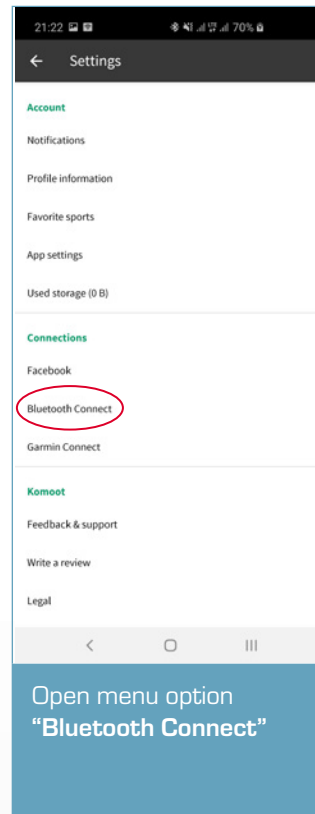 21:22 70%
Settings
Account
Notifications
Profile information
Favorite sports
App settings
Used storage (0 B)
Connections
Facebook
Bluetooth Connect
Garmin Connect
Komoot
Feedback & support
Write a review
Legal
Open menu option
“Bluetooth Connect”